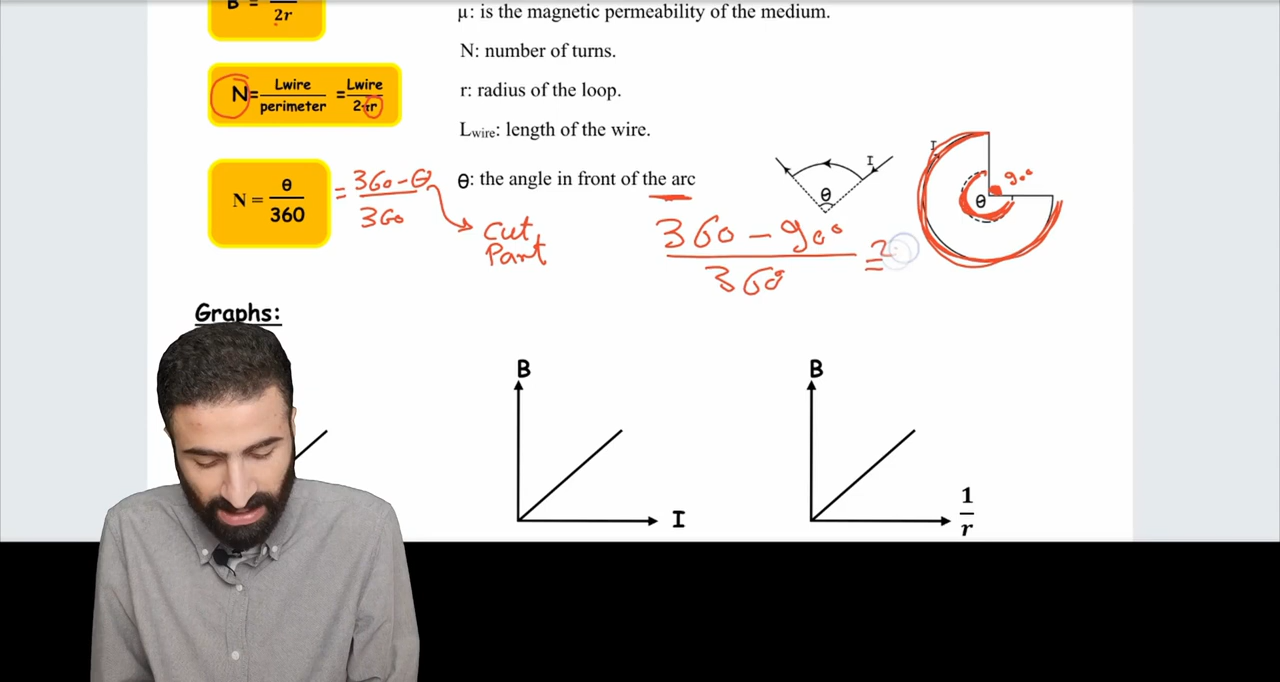 B =
2r
μ: is the magnetic permeability of the medium.
N: number of turns.
N = Lwire / perimeter = Lwire / 2πr
r: radius of the loop.
Lwire: length of the wire.
N = θ / 360 = 360 - θ / 360
θ: the angle in front of the arc
I
θ
I
90°
θ
Cut
Part
360 - 90° / 360° =
Graphs:
B
I
B
1
r